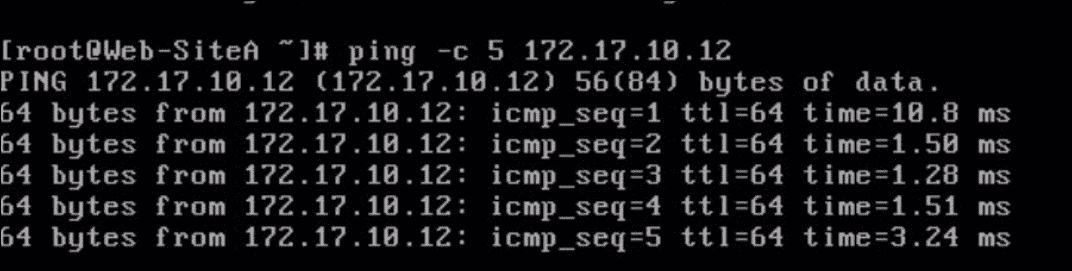 [root@Web-SiteA ~]# ping -c 5 172.17.10.12
PING 172.17.10.12 (172.17.10.12) 56(84) bytes of data.
64 bytes from 172.17.10.12: icmp_seq=1 ttl=64 time=10.8 ms
64 bytes from 172.17.10.12: icmp_seq=2 ttl=64 time=1.50 ms
64 bytes from 172.17.10.12: icmp_seq=3 ttl=64 time=1.28 ms
64 bytes from 172.17.10.12: icmp_seq=4 ttl=64 time=1.51 ms
64 bytes from 172.17.10.12: icmp_seq=5 ttl=64 time=3.24 ms